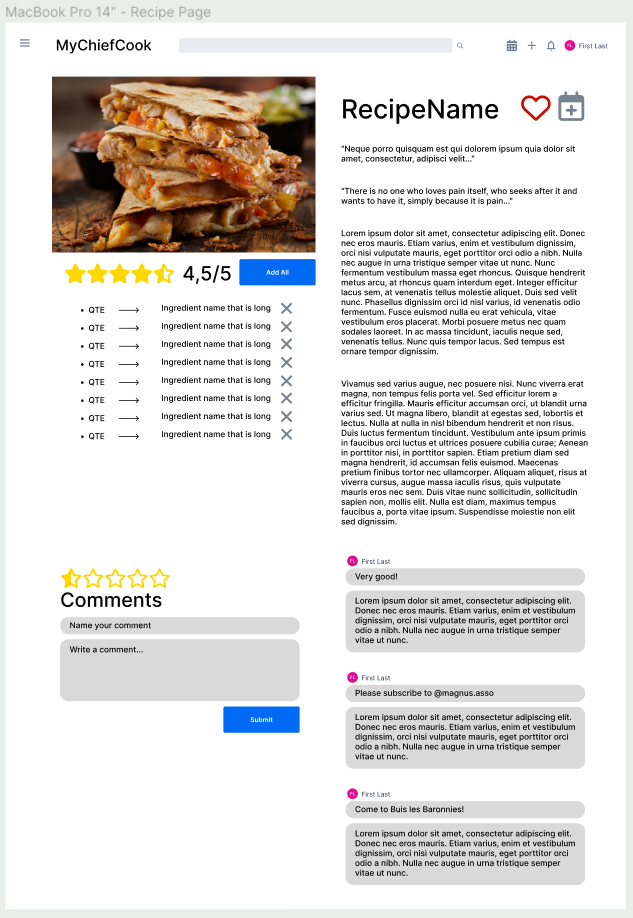 MacBook Pro 14" - Recipe Page
MyChiefCook
FL First Last
RecipeName
"Neque porro quisquam est qui dolorem ipsum quia dolor sit
amet, consectetur, adipisci velit..."
"There is no one who loves pain itself, who seeks after it and
wants to have it, simply because it is pain..."
Lorem ipsum dolor sit amet, consectetur adipiscing elit. Donec
nec eros mauris. Etiam varius, enim et vestibulum dignissim,
orci nisi vulputate mauris, eget porttitor orci odio a nibh. Nulla
nec augue in urna tristique semper vitae ut nunc. Nunc
fermentum vestibulum massa eget rhoncus. Quisque hendrerit
metus arcu, at rhoncus quam interdum eget. Integer efficitur
lacus sem, at venenatis tellus molestie aliquet. Duis sed velit
nunc. Phasellus dignissim orci id nisl varius, id venenatis odio
fermentum. Fusce euismod nulla eu erat vehicula, vitae
vestibulum eros placerat. Morbi posuere metus nec quam
sodales laoreet. In ac massa tincidunt, iaculis neque sed,
venenatis tellus. Nunc quis tempor lacus. Sed tempus est
ornare tempor dignissim.
Vivamus sed varius augue, nec posuere nisi. Nunc viverra erat
magna, non tempus felis porta vel. Sed efficitur lorem a
efficitur fringilla. Mauris efficitur accumsan orci, ut blandit urna
varius sed. Ut magna libero, blandit at egestas sed, lobortis et
lectus. Nulla at nulla in nisl bibendum hendrerit et non risus.
Duis luctus fermentum tincidunt. Vestibulum ante ipsum primis
in faucibus orci luctus et ultrices posuere cubilia curae; Aenean
in porttitor nisi, in porttitor sapien. Etiam pretium diam sed
magna hendrerit, id accumsan felis euismod. Maecenas
pretium finibus tortor nec ullamcorper. Aliquam aliquet, risus at
viverra cursus, augue massa iaculis risus, quis vulputate
mauris eros nec sem. Duis vitae nunc sollicitudin, sollicitudin
sapien non, mollis elit. Nulla est diam, maximus tempus
faucibus a, porta vitae ipsum. Suspendisse molestie non elit
sed dignissim.
4,5/5
Add All
• QTE Ingredient name that is long
• QTE Ingredient name that is long
• QTE Ingredient name that is long
• QTE Ingredient name that is long
• QTE Ingredient name that is long
• QTE Ingredient name that is long
• QTE Ingredient name that is long
• QTE Ingredient name that is long
Comments
Name your comment
Write a comment...
Submit
FL First Last
Very good!
Lorem ipsum dolor sit amet, consectetur adipiscing elit.
Donec nec eros mauris. Etiam varius, enim et vestibulum
dignissim, orci nisi vulputate mauris, eget porttitor orci
odio a nibh. Nulla nec augue in urna tristique semper
vitae ut nunc.
FL First Last
Please subscribe to @magnus.asso
Lorem ipsum dolor sit amet, consectetur adipiscing elit.
Donec nec eros mauris. Etiam varius, enim et vestibulum
dignissim, orci nisi vulputate mauris, eget porttitor orci
odio a nibh. Nulla nec augue in urna tristique semper
vitae ut nunc.
FL First Last
Come to Buis les Baronnies!
Lorem ipsum dolor sit amet, consectetur adipiscing elit.
Donec nec eros mauris. Etiam varius, enim et vestibulum
dignissim, orci nisi vulputate mauris, eget porttitor orci
odio a nibh. Nulla nec augue in urna tristique semper
vitae ut nunc.